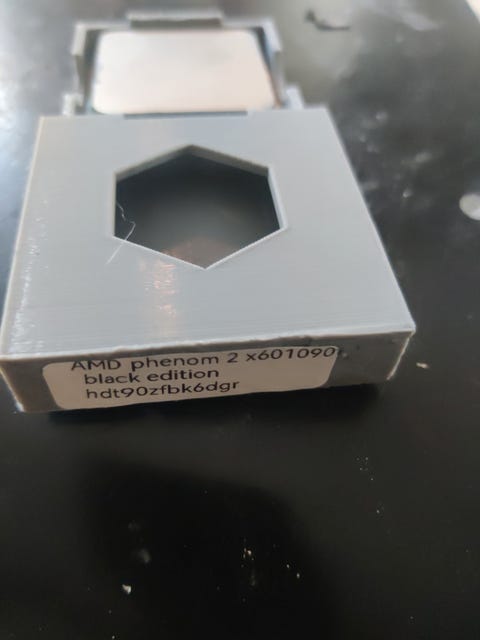 AMD phenom 2 x601090
black edition
hdt90zfbk6dgr